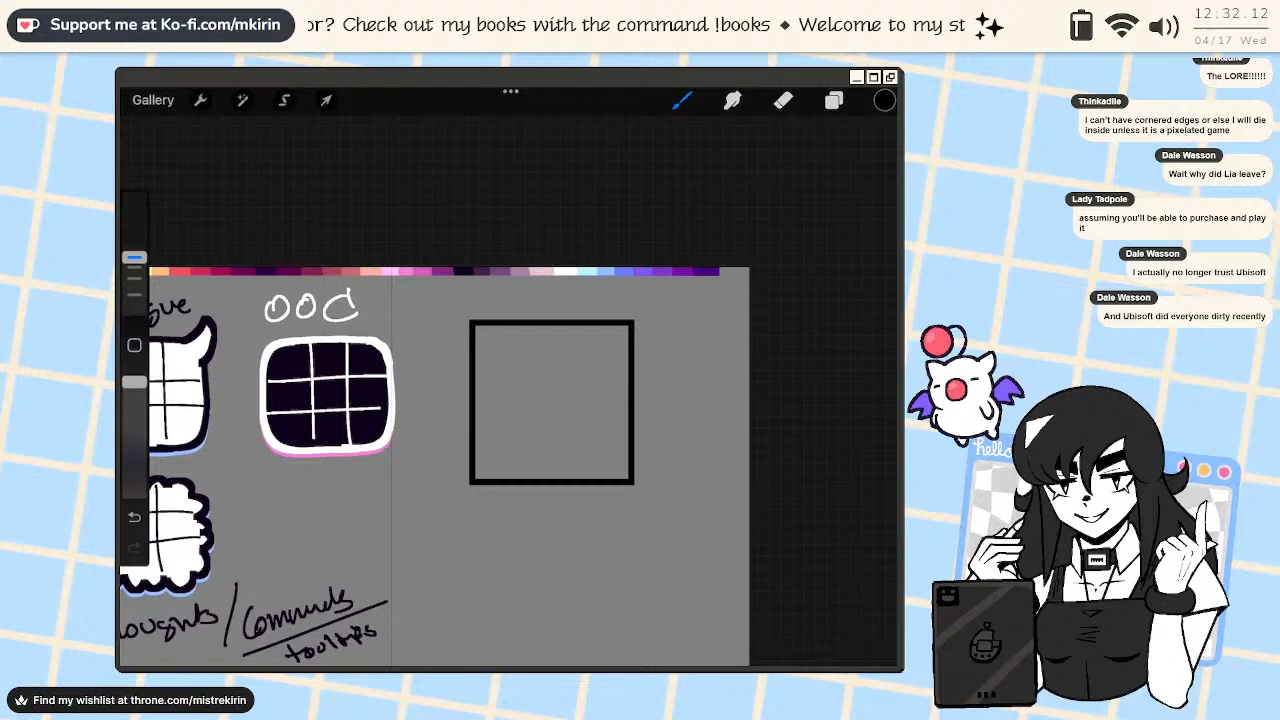 Support me at Ko-fi.com/mkirin
or? Check out my books with the command !books ◆ Welcome to my st
12:32.12
04/17 Wed
Gallery
Thinkadile
The LORE!!!!!!
Thinkadile
I can't have cornered edges or else I will die
inside unless it is a pixelated game
Dale Wasson
Wait why did Lia leave?
Lady Tadpole
assuming you'll be able to purchase and play
it
Dale Wasson
I actually no longer trust Ubisoft
Dale Wasson
And Ubisoft did everyone dirty recently
OOC
oughts / Commands
tooltips
hello
Find my wishlist at throne.com/mistrekirin